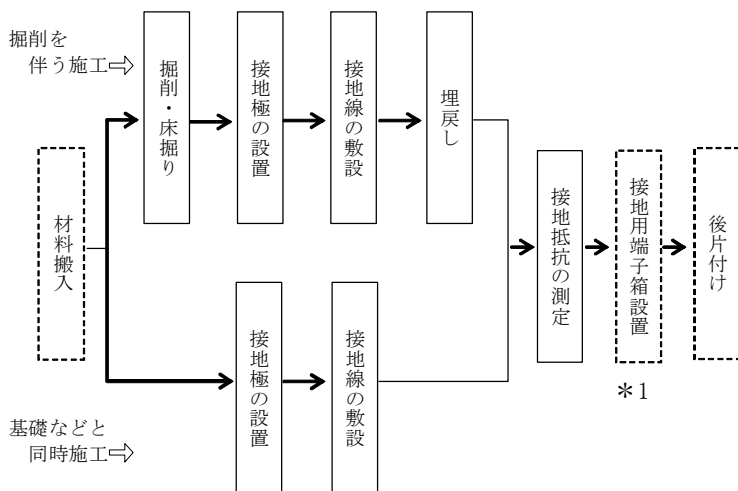 掘削を
伴う施工⇨
材料搬入
掘削・床掘り
接地極の設置
接地線の敷設
埋戻し
接地極の設置
接地線の敷設
接地抵抗の測定
接地用端子箱設置
＊1
後片付け
基礎などと
同時施工⇨